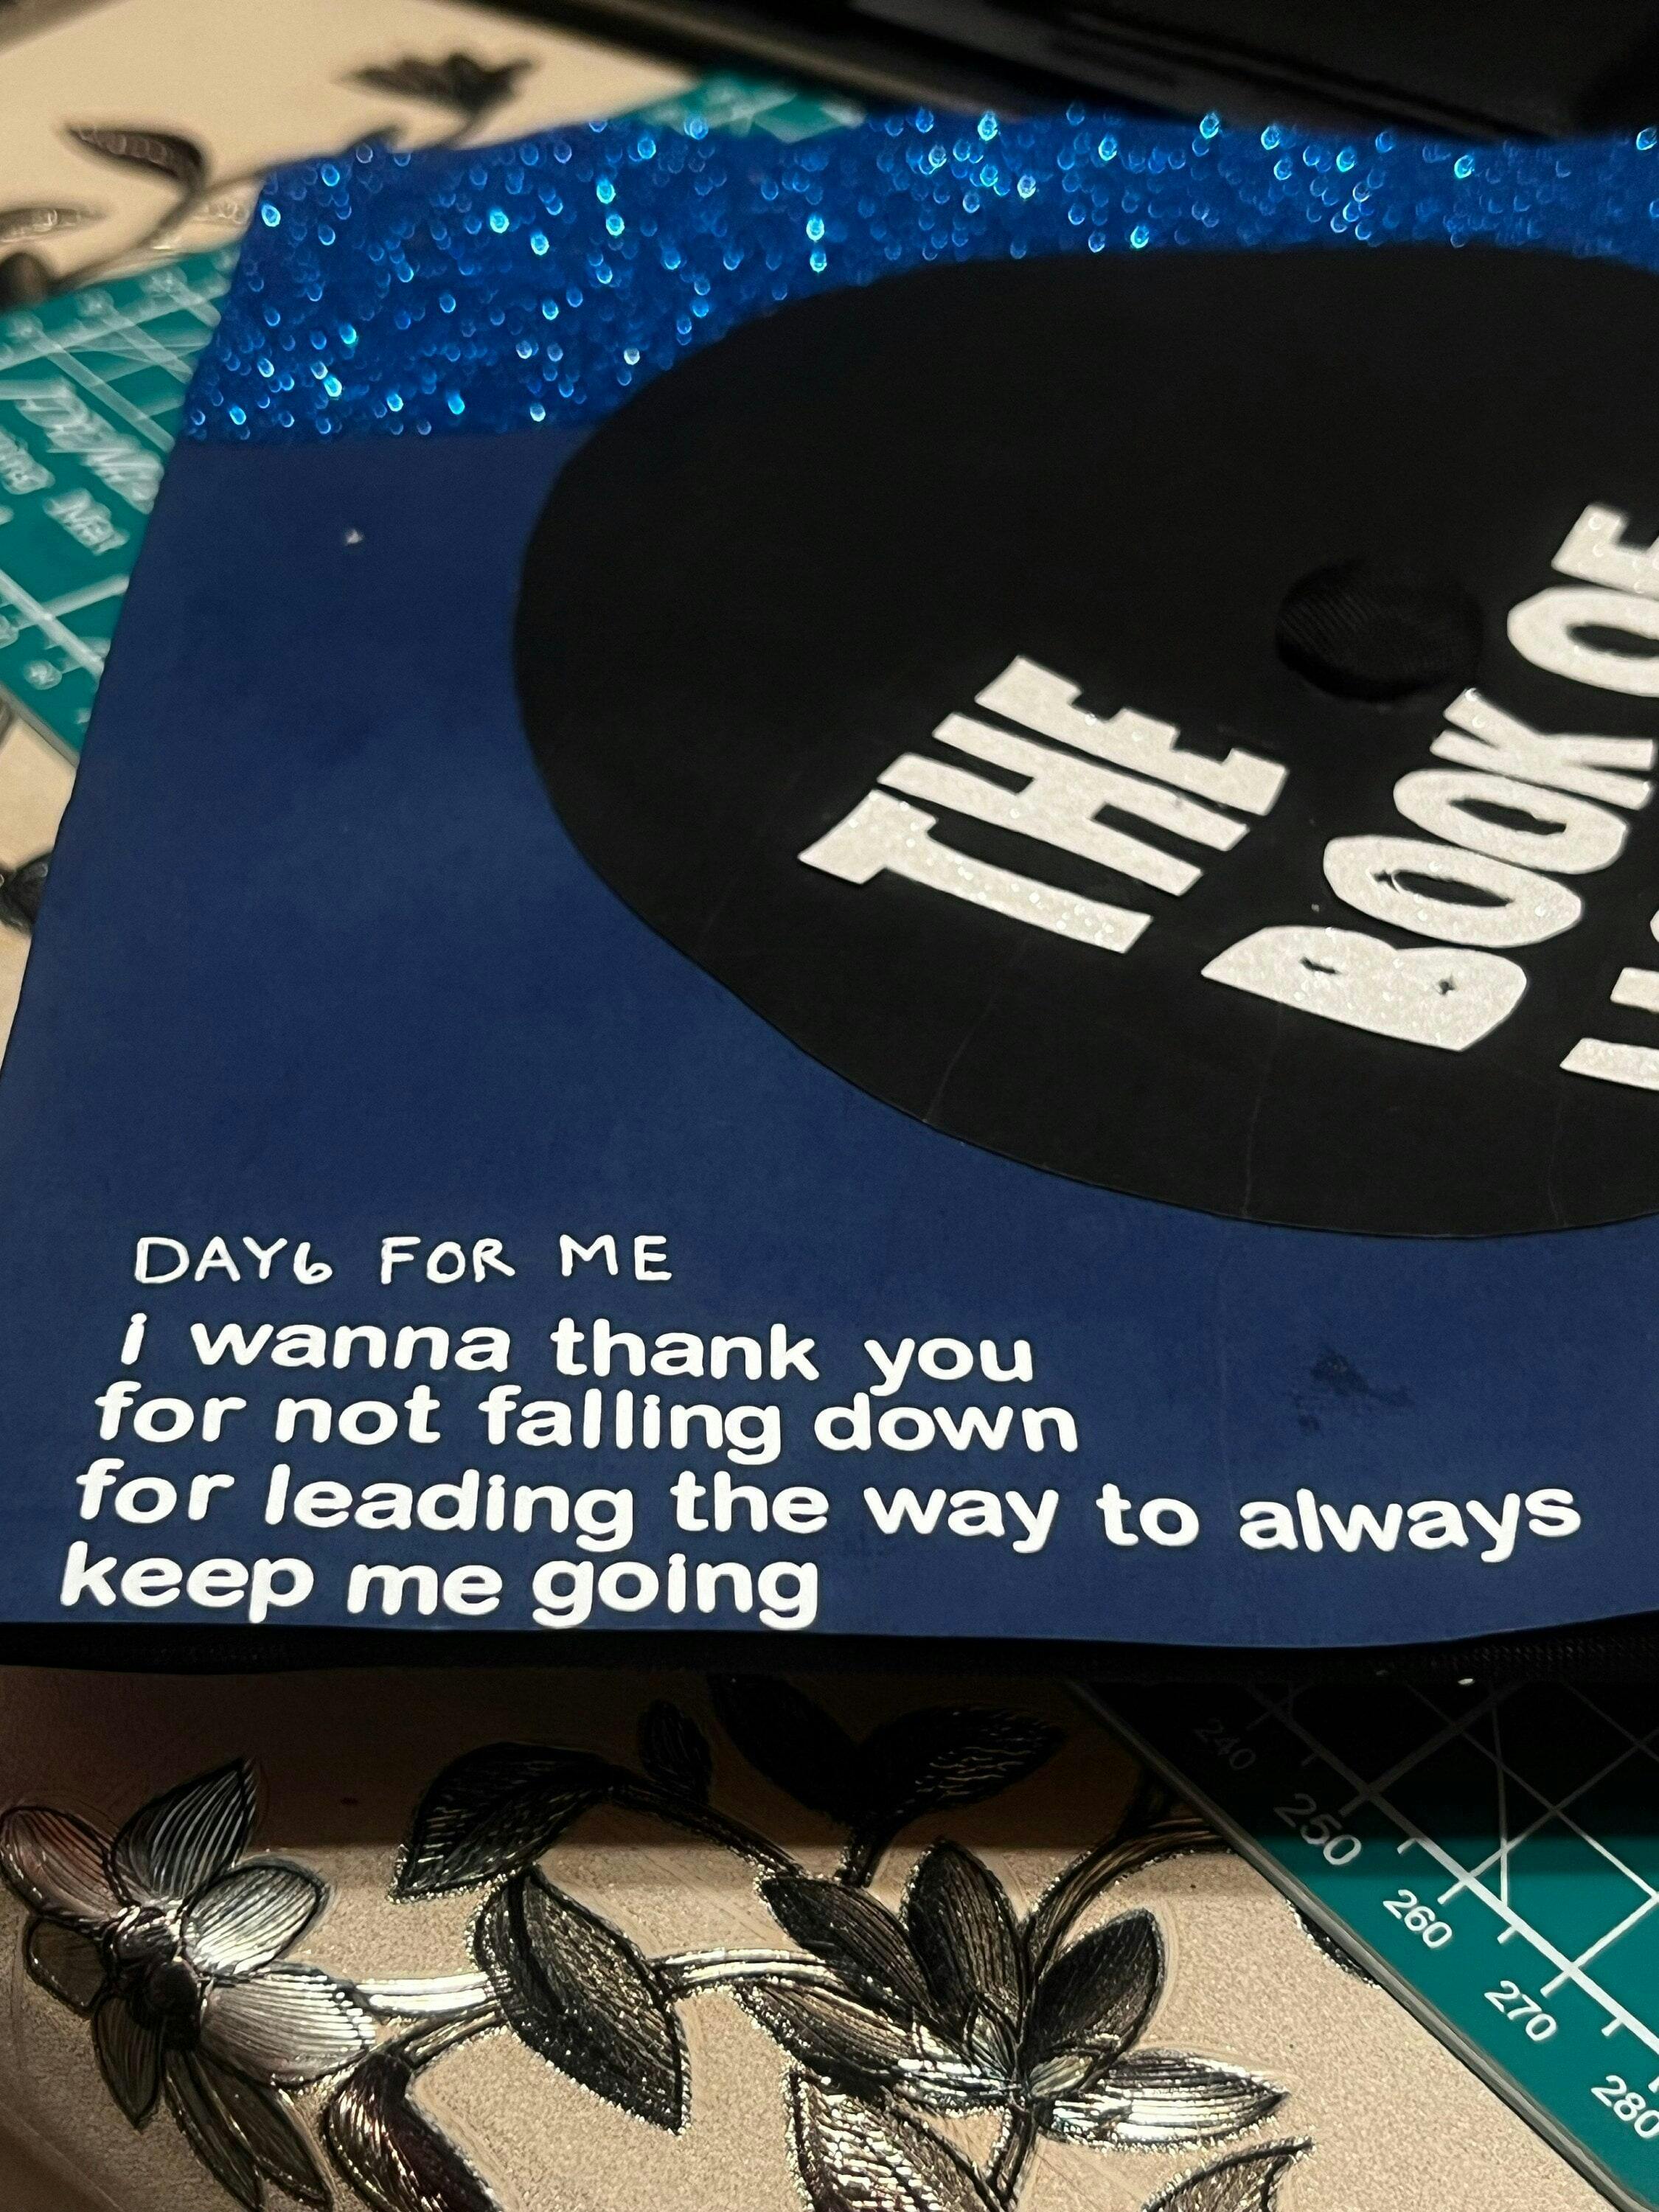 THE
BOOK OF
DAY6 FOR ME
i wanna thank you
for not falling down
for leading the way to always
keep me going
240
250
260
270
280